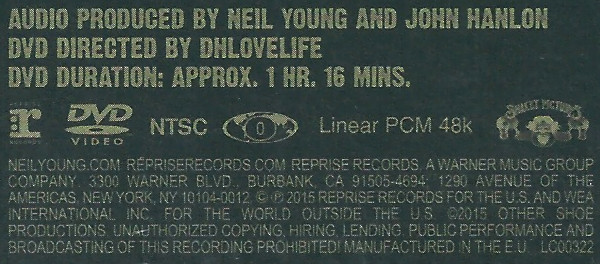 AUDIO PRODUCED BY NEIL YOUNG AND JOHN HANLON
DVD DIRECTED BY DHLOVELIFE
DVD DURATION: APPROX. 1 HR. 16 MINS.
REPRISE r RECORDS DVD VIDEO NTSC 0 Linear PCM 48k SHAKEY PICTURES
NEILYOUNG.COM REPRISERECORDS.COM REPRISE RECORDS, A WARNER MUSIC GROUP
COMPANY. 3300 WARNER BLVD., BURBANK, CA 91505-4694. 1290 AVENUE OF THE
AMERICAS, NEW YORK, NY 10104-0012. © ℗ 2015 REPRISE RECORDS FOR THE U.S. AND WEA
INTERNATIONAL INC. FOR THE WORLD OUTSIDE THE U.S. ©2015 OTHER SHOE
PRODUCTIONS. UNAUTHORIZED COPYING, HIRING, LENDING, PUBLIC PERFORMANCE AND
BROADCASTING OF THIS RECORDING PROHIBITED! MANUFACTURED IN THE E.U. LC00322